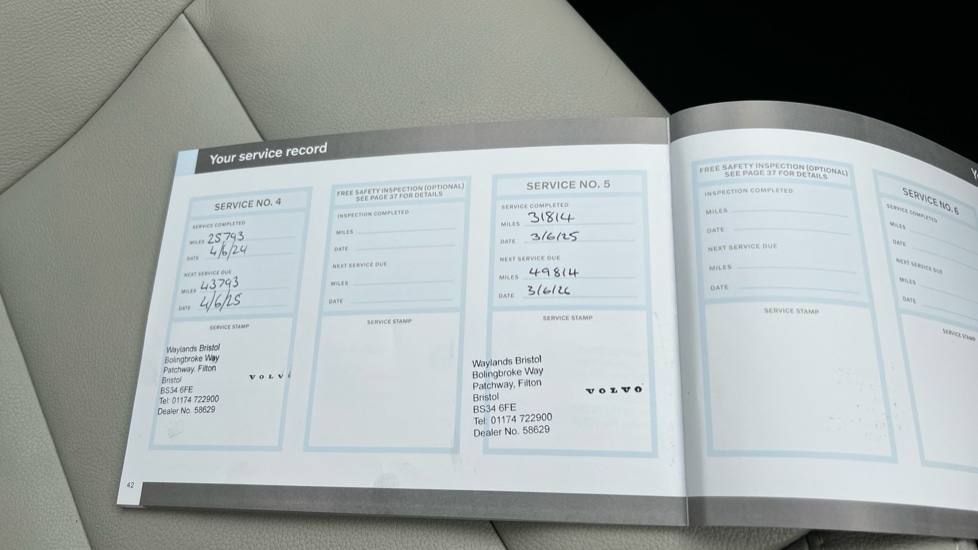 Your service record
SERVICE NO. 4
SERVICE COMPLETED
MILES 25793
DATE 4/6/24
NEXT SERVICE DUE
MILES 43793
DATE 4/6/25
SERVICE STAMP
Waylands Bristol
Bolingbroke Way
Patchway, Filton
Bristol
BS34 6FE
Tel: 01174 722900
Dealer No. 58629
VOLV
FREE SAFETY INSPECTION (OPTIONAL)
SEE PAGE 37 FOR DETAILS
INSPECTION COMPLETED
MILES
DATE
NEXT SERVICE DUE
MILES
DATE
SERVICE STAMP
SERVICE NO. 5
SERVICE COMPLETED
MILES 31814
DATE 3/6/25
NEXT SERVICE DUE
MILES 49814
DATE 3/6/26
SERVICE STAMP
Waylands Bristol
Bolingbroke Way
Patchway, Filton
Bristol
BS34 6FE
Tel: 01174 722900
Dealer No. 58629
VOLVO
42
FREE SAFETY INSPECTION (OPTIONAL)
SEE PAGE 37 FOR DETAILS
INSPECTION COMPLETED
MILES
DATE
NEXT SERVICE DUE
MILES
DATE
SERVICE STAMP
SERVICE NO. 6
SERVICE COMPLETED
MILES
DATE
NEXT SERVICE DUE
MILES
DATE
SERVICE STAMP